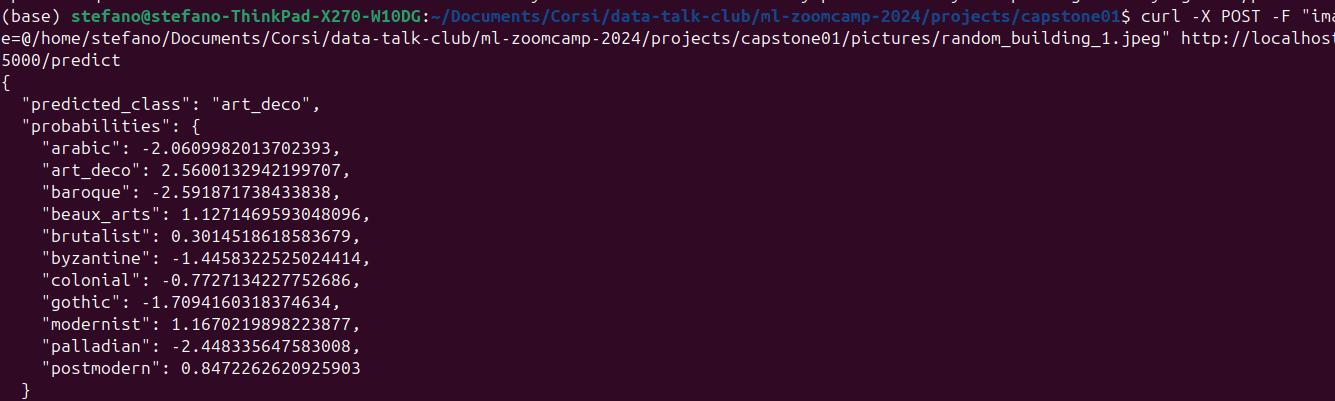 (base) stefano@stefano-ThinkPad-X270-W10DG:~/Documents/Corsi/data-talk-club/ml-zoomcamp-2024/projects/capstone01$ curl -X POST -F "ima
e=@/home/stefano/Documents/Corsi/data-talk-club/ml-zoomcamp-2024/projects/capstone01/pictures/random_building_1.jpeg" http://localhost
5000/predict
{
  "predicted_class": "art_deco",
  "probabilities": {
    "arabic": -2.0609982013702393,
    "art_deco": 2.5600132942199707,
    "baroque": -2.591871738433838,
    "beaux_arts": 1.1271469593048096,
    "brutalist": 0.3014518618583679,
    "byzantine": -1.4458322525024414,
    "colonial": -0.7727134227752686,
    "gothic": -1.7094160318374634,
    "modernist": 1.1670219898223877,
    "palladian": -2.448335647583008,
    "postmodern": 0.8472262620925903
  }